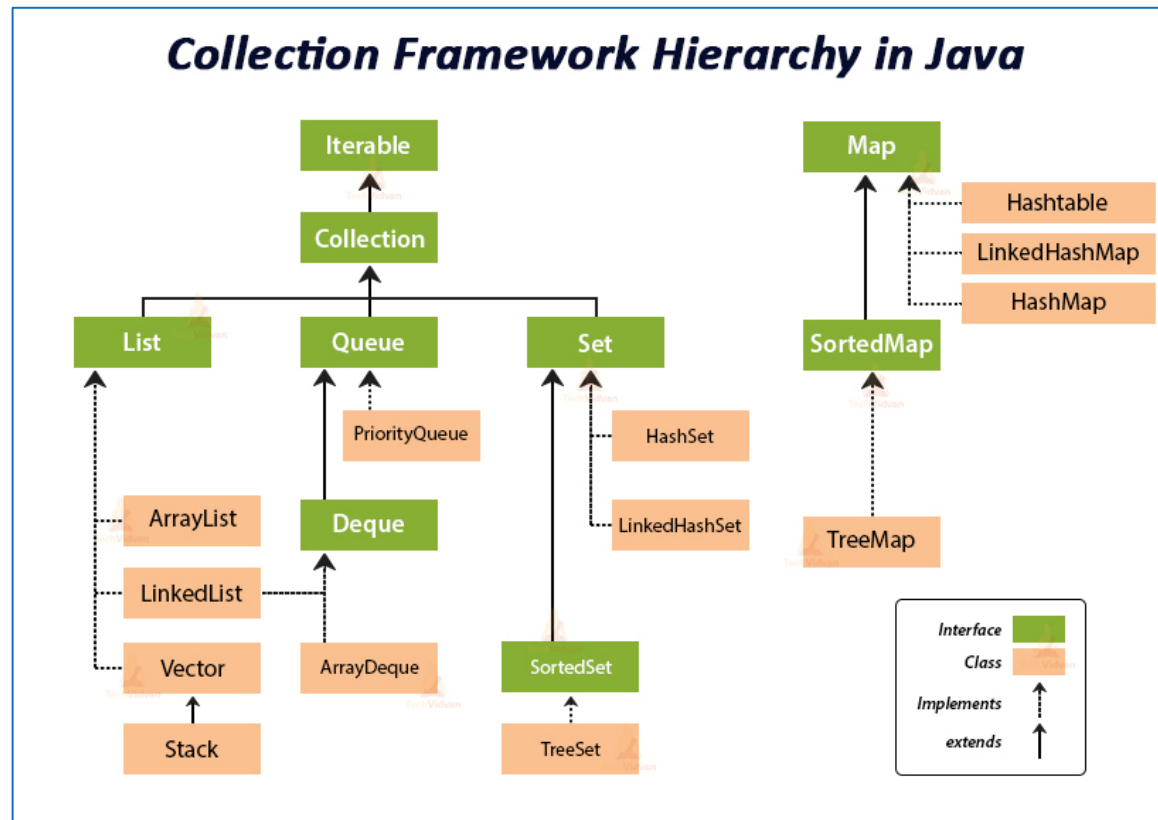 Collection Framework Hierarchy in Java
Iterable
Map
Hashtable
Collection
LinkedHashMap
HashMap
List
Queue
Set
SortedMap
PriorityQueue
HashSet
ArrayList
Deque
LinkedHashSet
TreeMap
LinkedList
Vector
ArrayDeque
SortedSet
Stack
TreeSet
Interface
Class
Implements
extends
TechVidvan